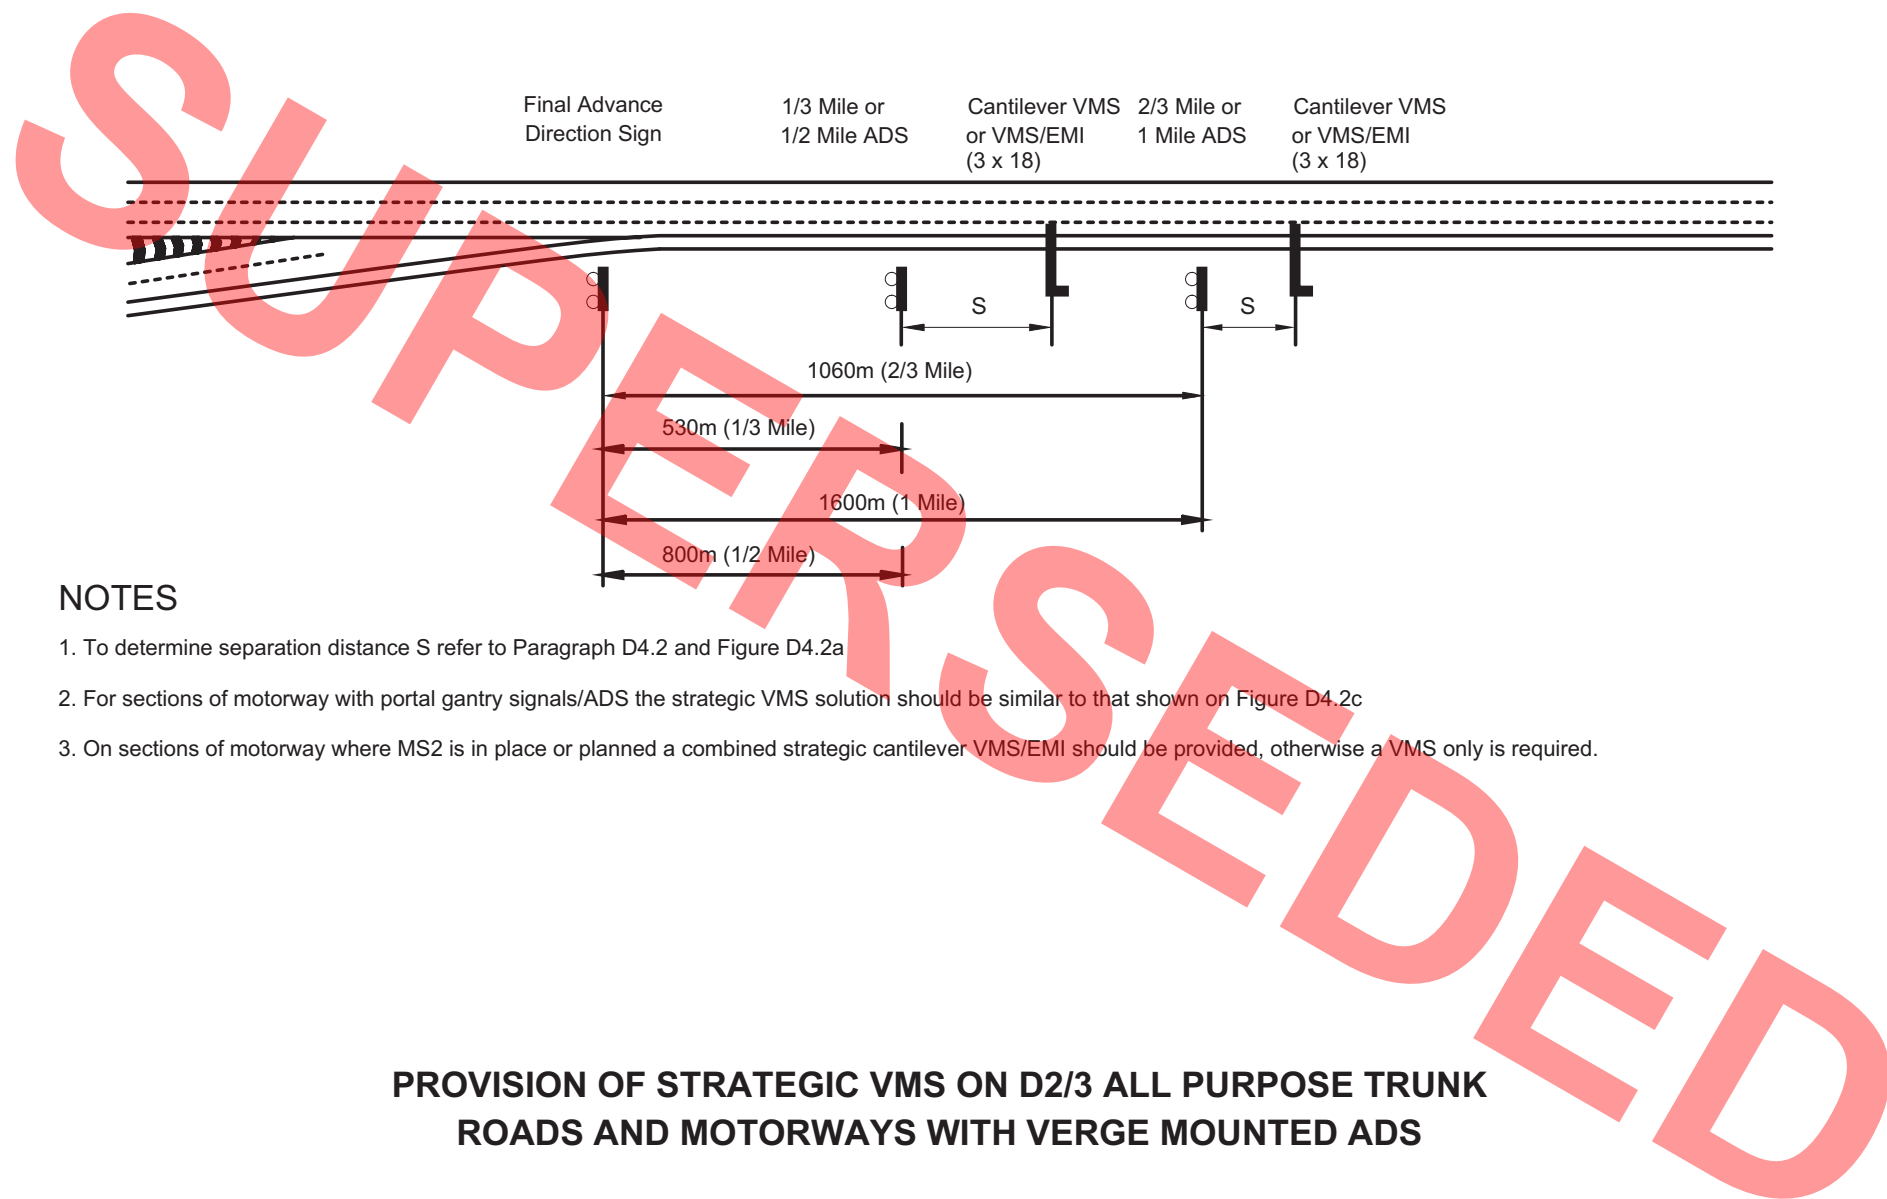 Final Advance
Direction Sign
1/3 Mile or
1/2 Mile ADS
Cantilever VMS
or VMS/EMI
(3 x 18)
2/3 Mile or
1 Mile ADS
Cantilever VMS
or VMS/EMI
(3 x 18)
S
S
1060m (2/3 Mile)
530m (1/3 Mile)
1600m (1 Mile)
800m (1/2 Mile)
NOTES
1. To determine separation distance S refer to Paragraph D4.2 and Figure D4.2a
2. For sections of motorway with portal gantry signals/ADS the strategic VMS solution should be similar to that shown on Figure D4.2c
3. On sections of motorway where MS2 is in place or planned a combined strategic cantilever VMS/EMI should be provided, otherwise a VMS only is required.
PROVISION OF STRATEGIC VMS ON D2/3 ALL PURPOSE TRUNK
ROADS AND MOTORWAYS WITH VERGE MOUNTED ADS
SUPERSEDED